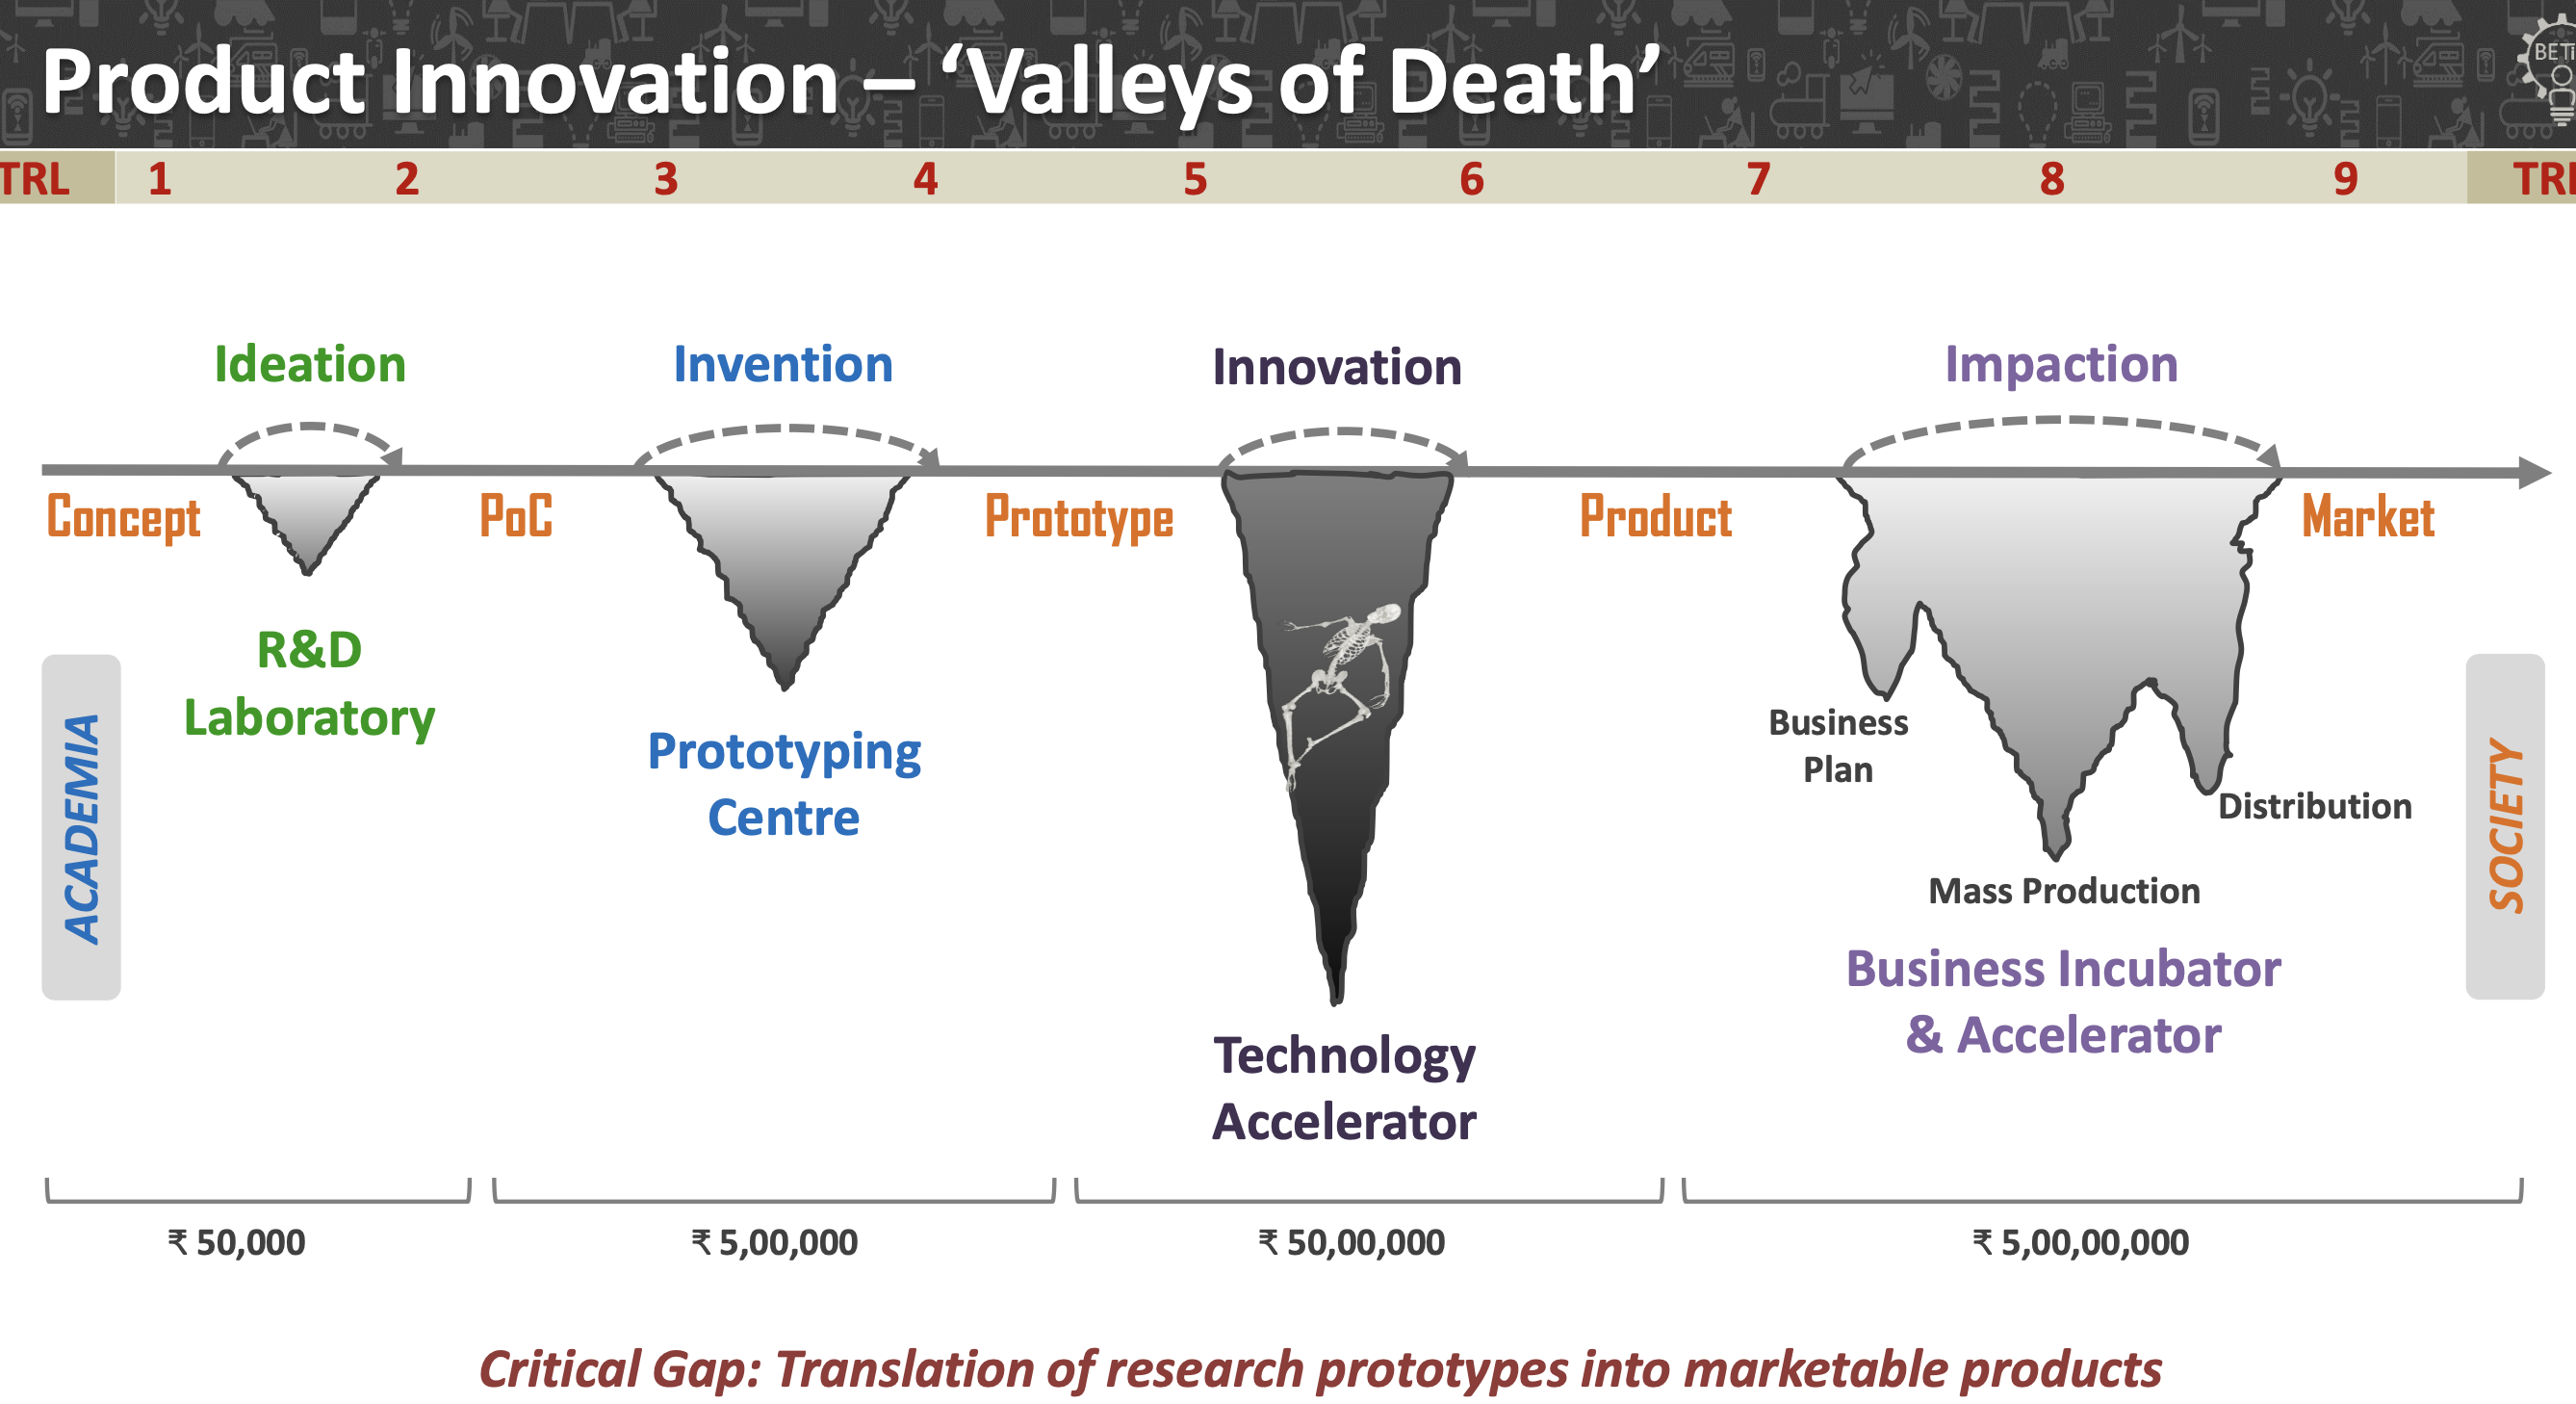 Product Innovation – ‘Valleys of Death’
TRL 1 2 3 4 5 6 7 8 9
Ideation Invention Innovation Impaction
Concept PoC Prototype Product Market
R&D
Laboratory
Prototyping
Centre
Technology
Accelerator
Business
Plan
Mass Production
Distribution
Business Incubator
& Accelerator
ACADEMIA
SOCIETY
₹ 50,000 ₹ 5,00,000 ₹ 50,00,000 ₹ 5,00,00,000
Critical Gap: Translation of research prototypes into marketable products